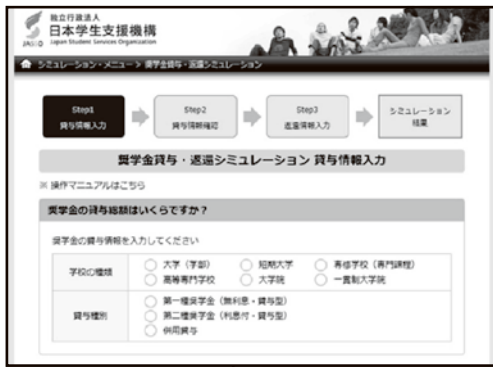 独立行政法人
日本学生支援機構
JASSO Japan Student Services Organization
シミュレーション・メニュー > 奨学金貸与・返還シミュレーション
Step1
貸与情報入力
Step2
貸与情報確認
Step3
返還情報入力
シミュレーション
結果
奨学金貸与・返還シミュレーション 貸与情報入力
※ 操作マニュアルはこちら
奨学金の貸与総額はいくらですか？
奨学金の貸与情報を入力してください
学校の種類
大学（学部） 短期大学 専修学校（専門課程）
高等専門学校 大学院 一貫制大学院
貸与種別
第一種奨学金（無利息・貸与型）
第二種奨学金（利息付・貸与型）
併用貸与